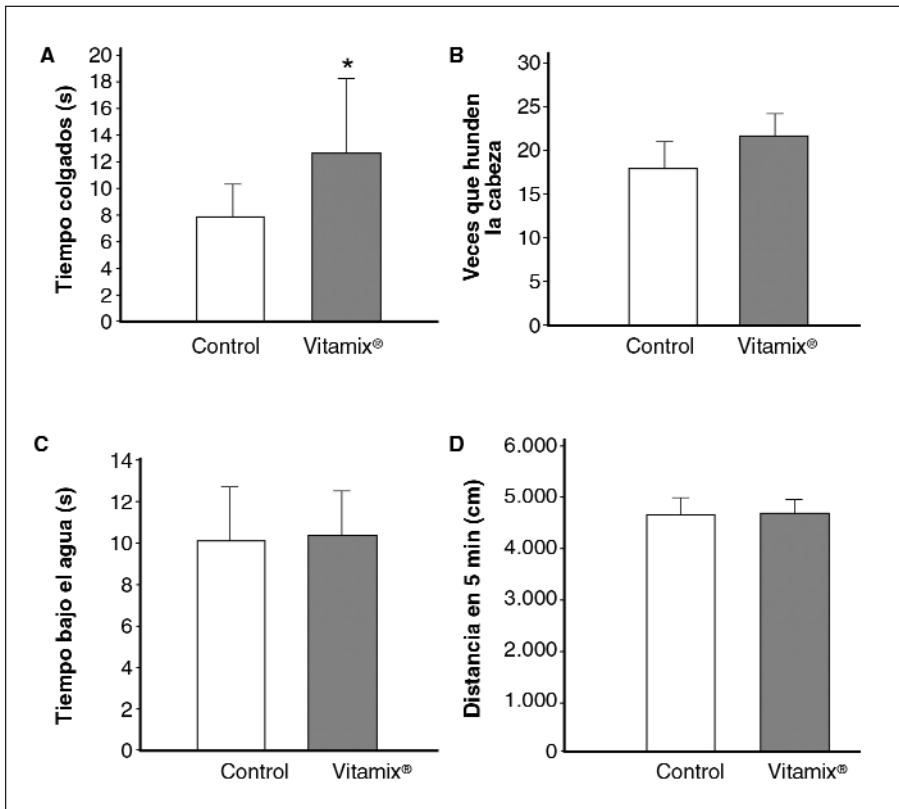 A
Tiempo colgados (s)
20
18
16
14
12
10
8
6
4
2
0
*
Control Vitamix®
B
Veces que hunden
la cabeza
30
25
20
15
10
5
0
Control Vitamix®
C
Tiempo bajo el agua (s)
14
12
10
8
6
4
2
0
Control Vitamix®
D
Distancia en 5 min (cm)
6.000
5.000
4.000
3.000
2.000
1.000
0
Control Vitamix®